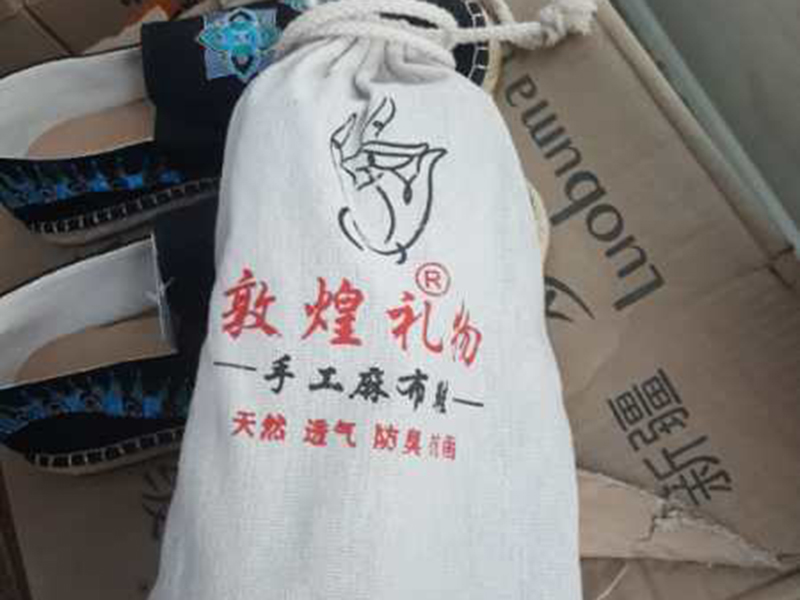 敦煌礼物®
手工麻布鞋
天然 透气 防臭
Luobuma
新疆